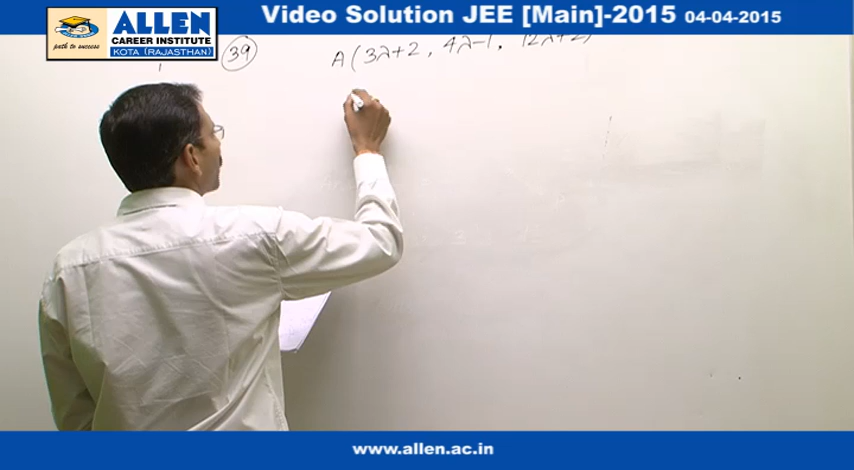 ALLEN
CAREER INSTITUTE
KOTA (RAJASTHAN)
path to success
Video Solution JEE [Main]-2015 04-04-2015
39
A (3λ+2, 4λ-1, 12λ+2)
www.allen.ac.in